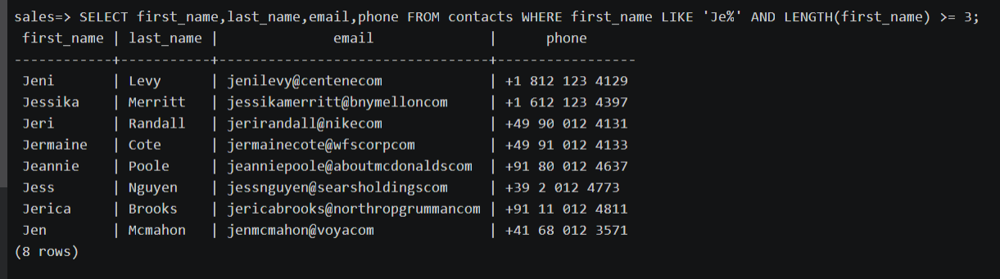 sales=> SELECT first_name,last_name,email,phone FROM contacts WHERE first_name LIKE 'Je%' AND LENGTH(first_name) >= 3;
 first_name | last_name |              email               |      phone
------------+-----------+----------------------------------+-----------------
 Jeni       | Levy      | jenilevy@centenecom              | +1 812 123 4129
 Jessika    | Merritt   | jessikamerritt@bnymelloncom      | +1 612 123 4397
 Jeri       | Randall   | jerirandall@nikecom              | +49 90 012 4131
 Jermaine   | Cote      | jermainecote@wfscorpcom          | +49 91 012 4133
 Jeannie    | Poole     | jeanniepoole@aboutmcdonaldscom   | +91 80 012 4637
 Jess       | Nguyen    | jessnguyen@searsholdingscom      | +39 2 012 4773
 Jerica     | Brooks    | jericabrooks@northropgrummancom | +91 11 012 4811
 Jen        | Mcmahon   | jenmcmahon@voyacom               | +41 68 012 3571
(8 rows)